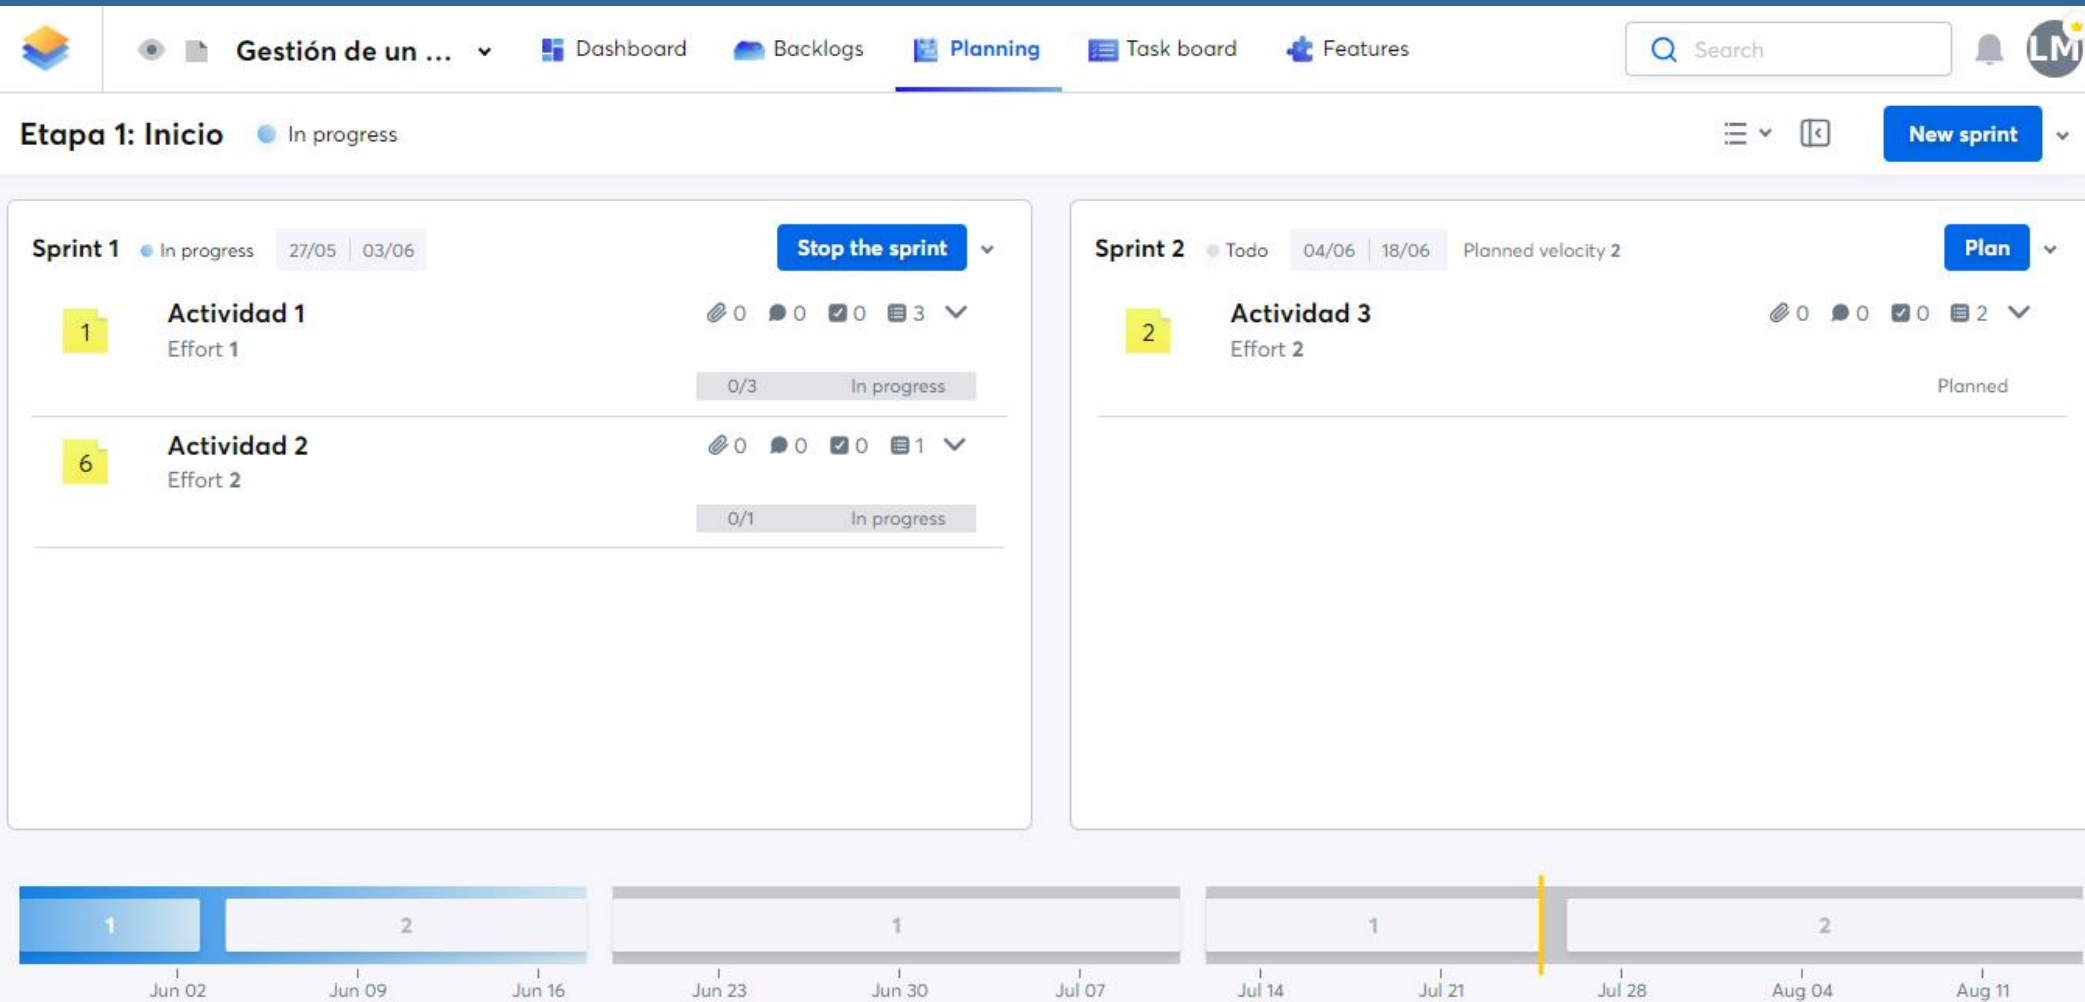 Gestión de un ... Dashboard Backlogs Planning Task board Features Search LM
Etapa 1: Inicio In progress New sprint
Sprint 1 In progress 27/05 03/06 Stop the sprint
1 Actividad 1 0 0 0 3
Effort 1
0/3 In progress
6 Actividad 2 0 0 0 1
Effort 2
0/1 In progress
Sprint 2 Todo 04/06 18/06 Planned velocity 2 Plan
2 Actividad 3 0 0 0 2
Effort 2
Planned
1 2 1 1 2
Jun 02 Jun 09 Jun 16 Jun 23 Jun 30 Jul 07 Jul 14 Jul 21 Jul 28 Aug 04 Aug 11